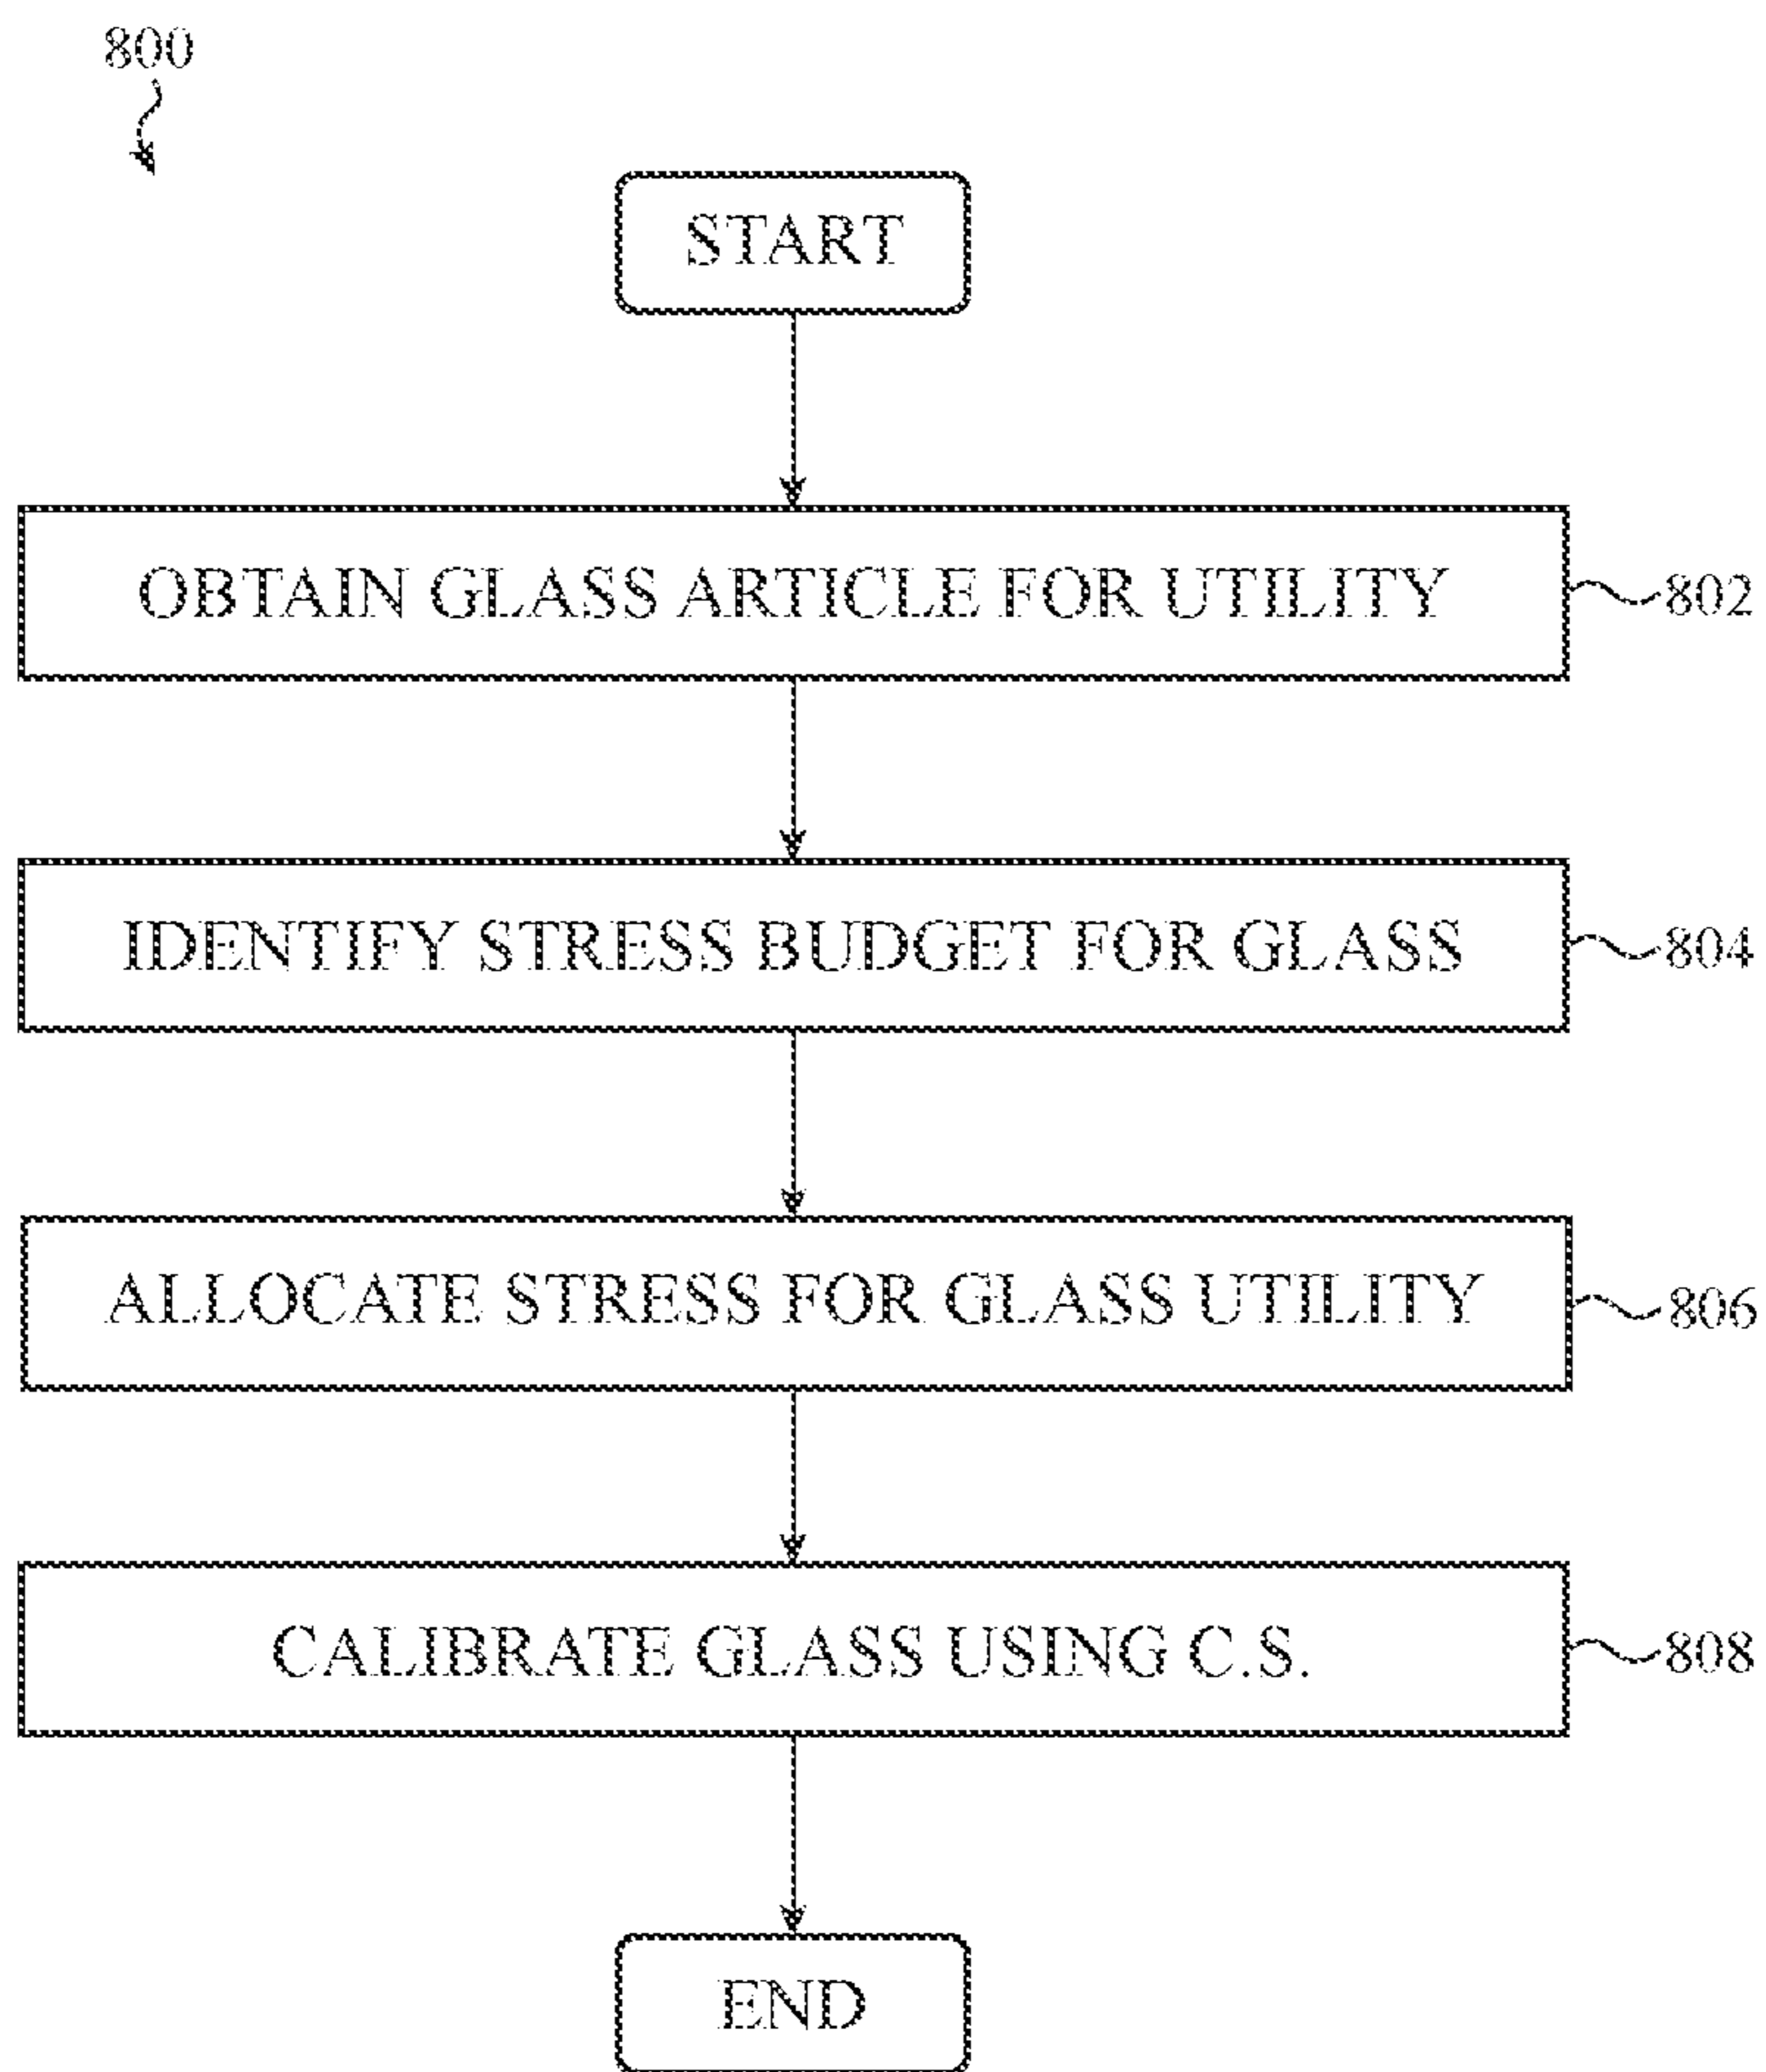 800
START
OBTAIN GLASS ARTICLE FOR UTILITY
802
IDENTIFY STRESS BUDGET FOR GLASS
804
ALLOCATE STRESS FOR GLASS UTILITY
806
CALIBRATE GLASS USING C.S.
808
END